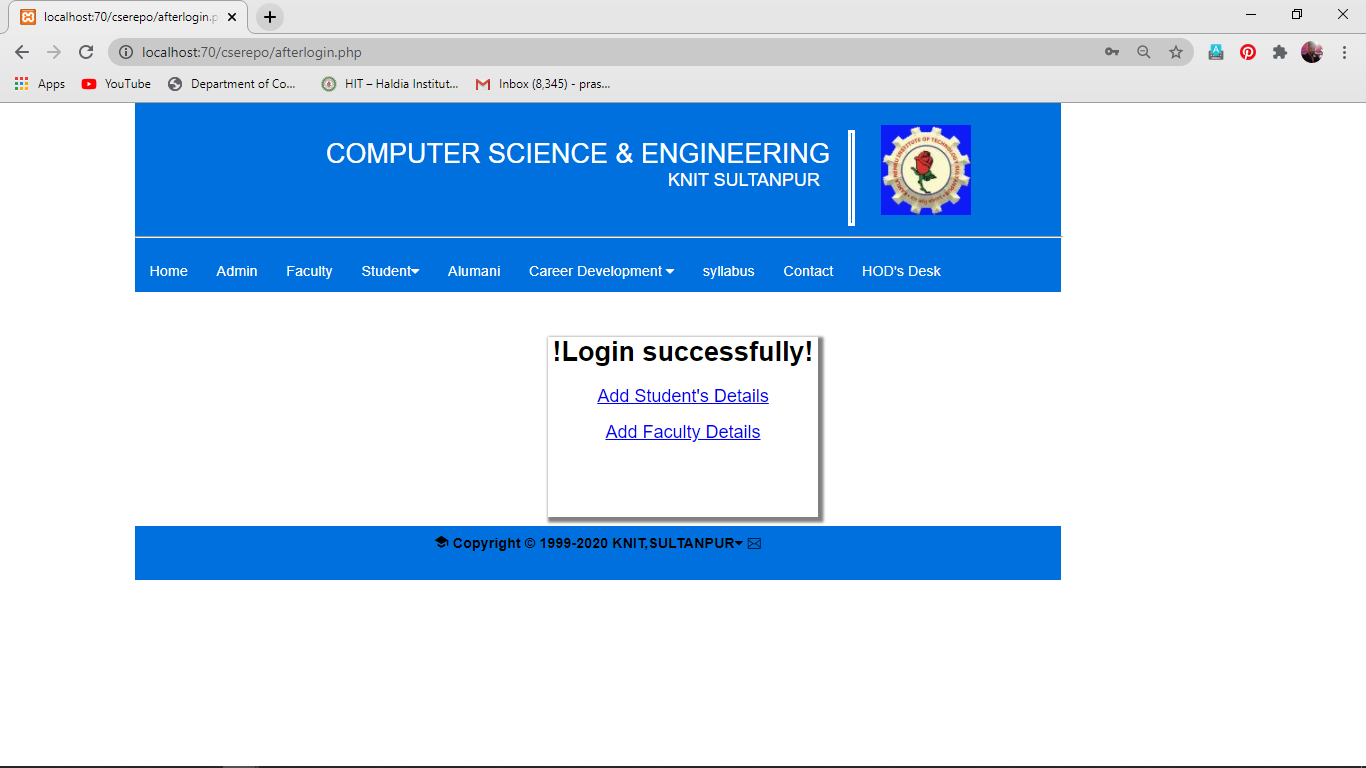 localhost:70/cserepo/afterlogin.p
localhost:70/cserepo/afterlogin.php
Apps YouTube Department of Co... HIT – Haldia Institut... Inbox (8,345) - pras...
COMPUTER SCIENCE & ENGINEERING
KNIT SULTANPUR
Home Admin Faculty Student Alumani Career Development syllabus Contact HOD's Desk
!Login successfully!
Add Student's Details
Add Faculty Details
Copyright © 1999-2020 KNIT,SULTANPUR